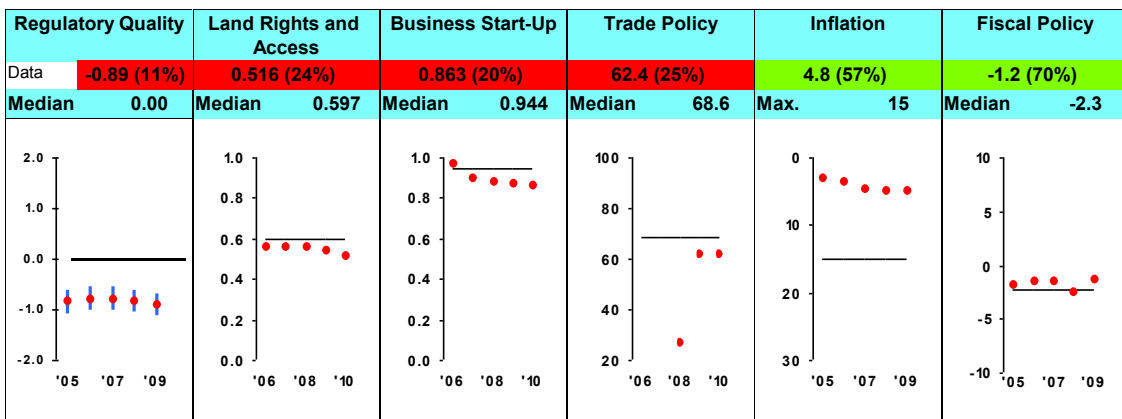 Regulatory Quality
Land Rights and
Access
Business Start-Up
Trade Policy
Inflation
Fiscal Policy
Data -0.89 (11%)
0.516 (24%)
0.863 (20%)
62.4 (25%)
4.8 (57%)
-1.2 (70%)
Median 0.00
Median 0.597
Median 0.944
Median 68.6
Max. 15
Median -2.3
2.0
1.0
0.0
-1.0
-2.0
'05 '07 '09
1.0
0.8
0.6
0.4
0.2
0.0
'06 '08 '10
1.0
0.8
0.6
0.4
0.2
0.0
'06 '08 '10
100
80
60
40
20
'06 '08 '10
0
10
20
30
'05 '07 '09
10
5
0
-5
-10
'05 '07 '09